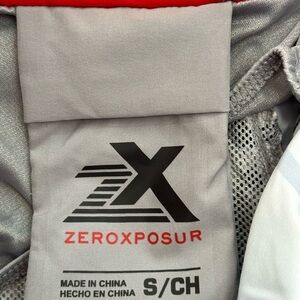 ZX
ZEROXPOSUR
MADE IN CHINA
HECHO EN CHINA
S/CH